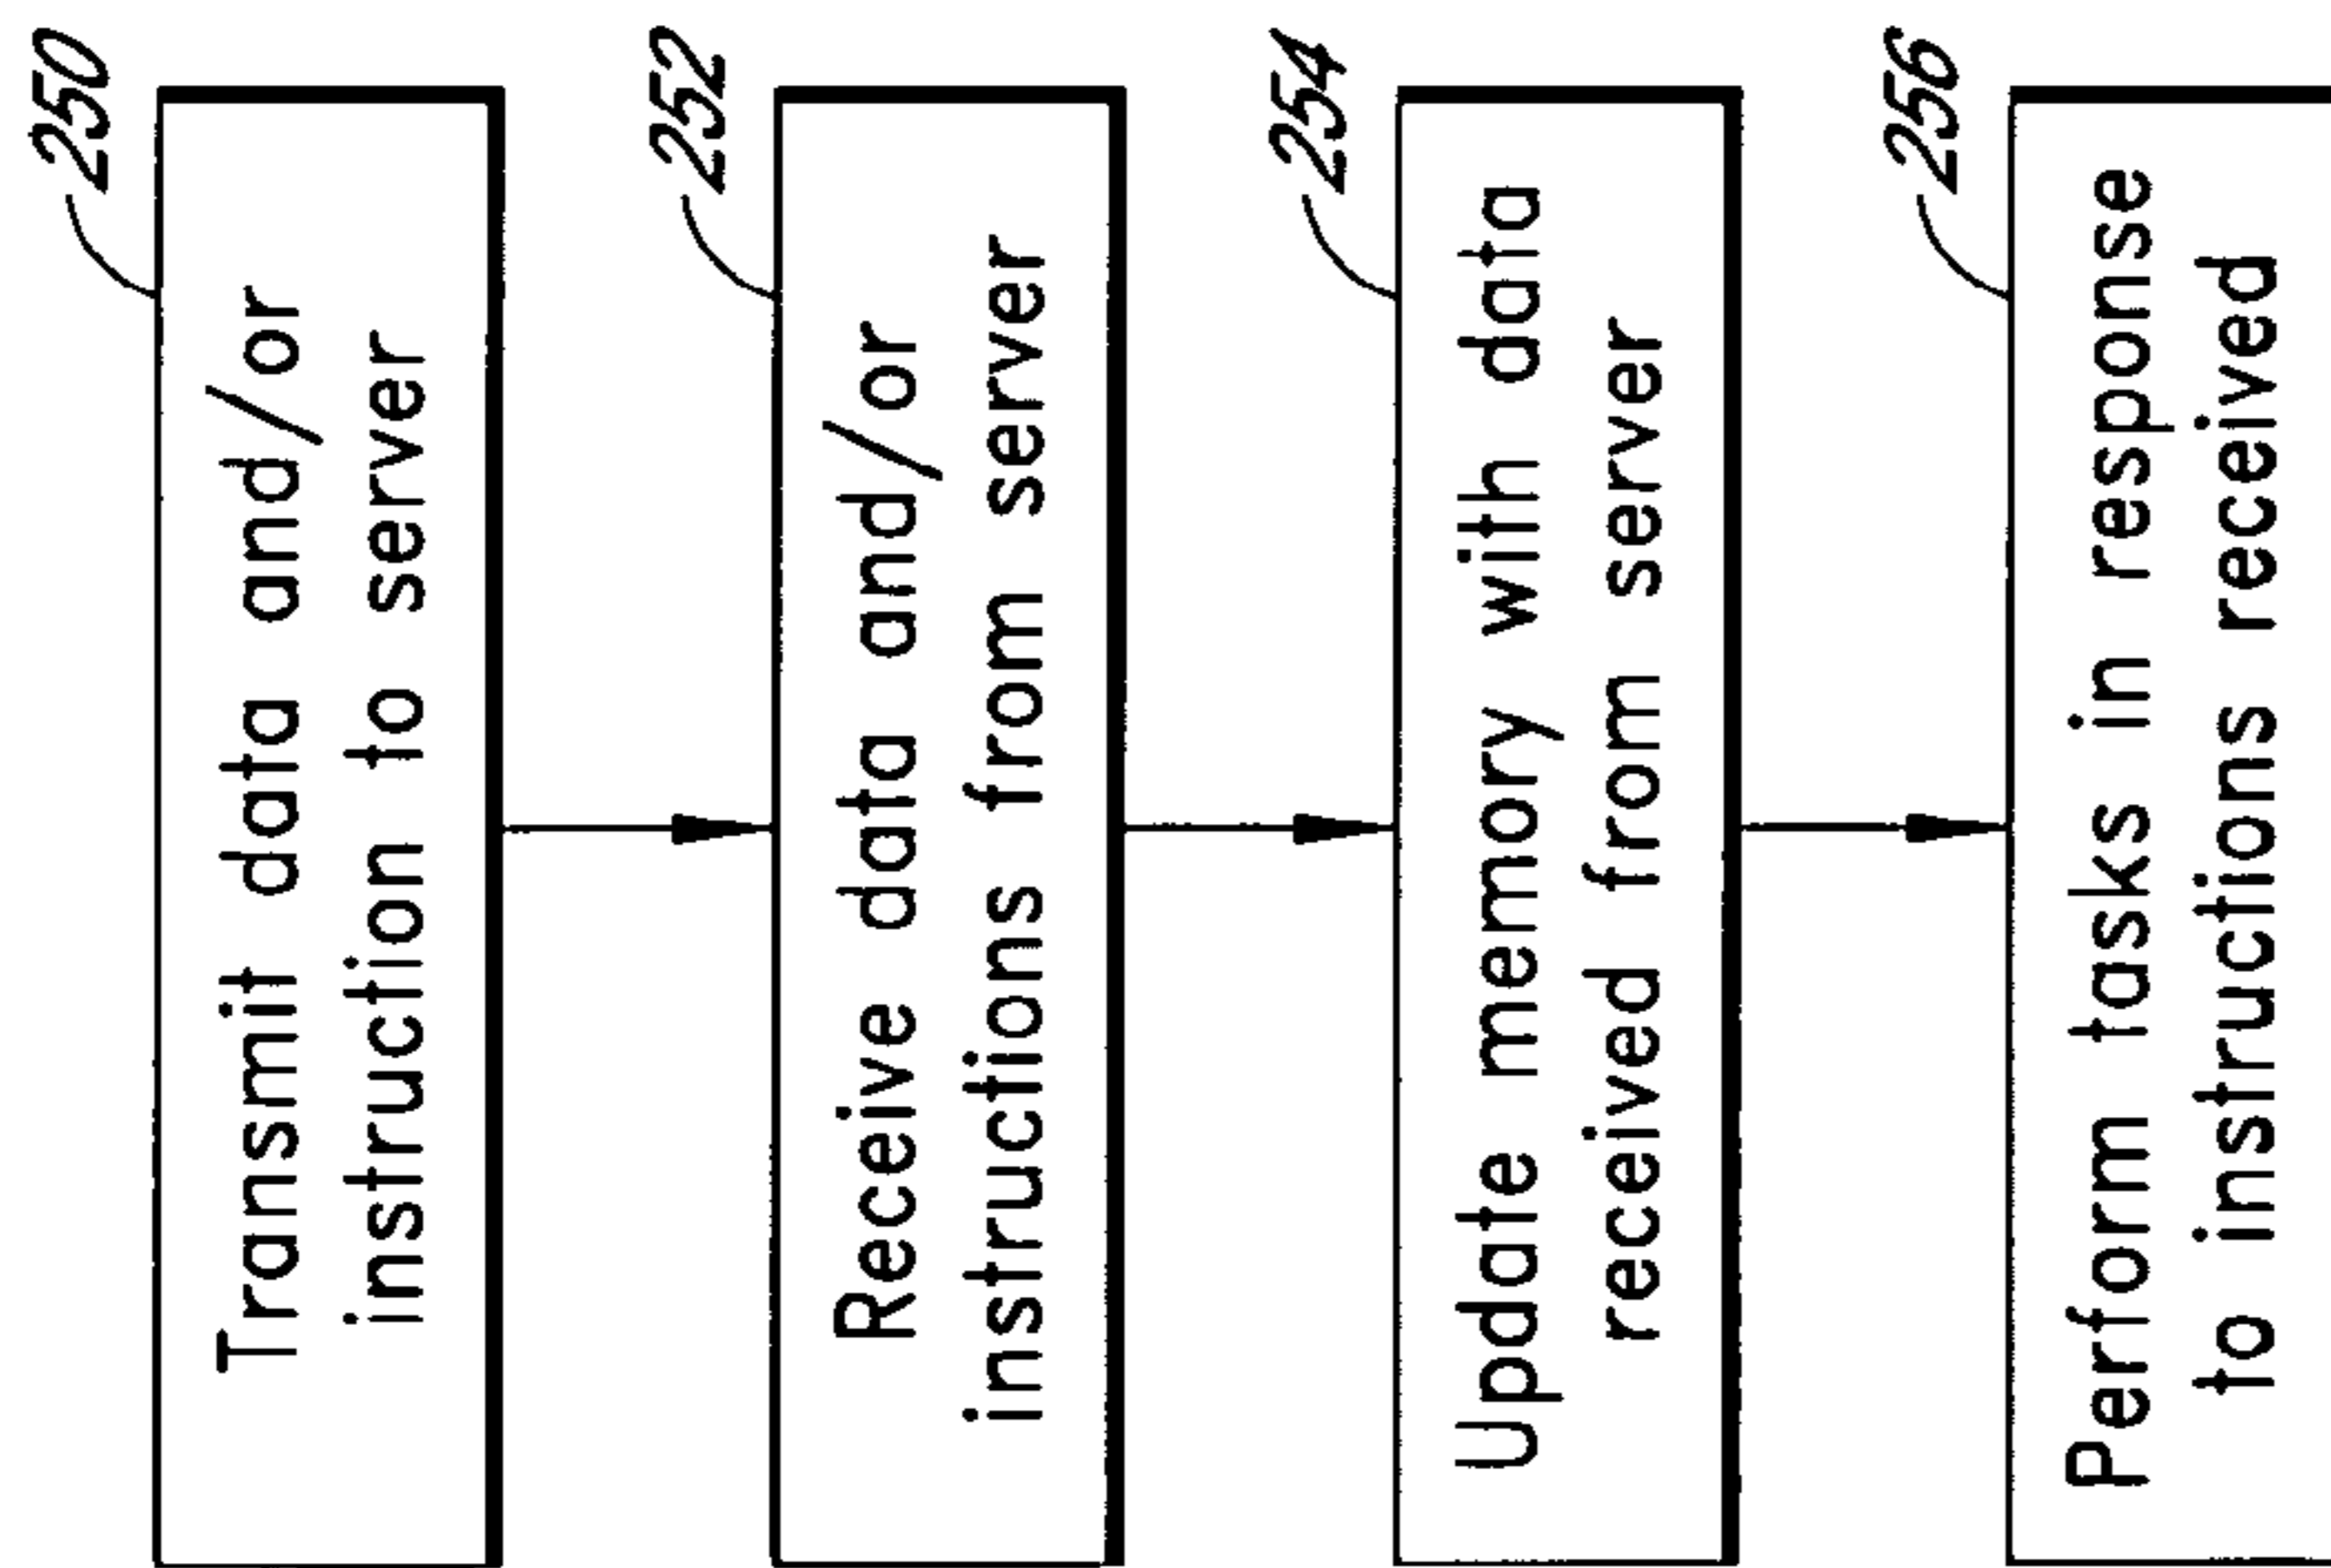 250
Transmit data and/or
instruction to server
252
Receive data and/or
instructions from server
254
Update memory with data
received from server
256
Perform tasks in response
to instructions received